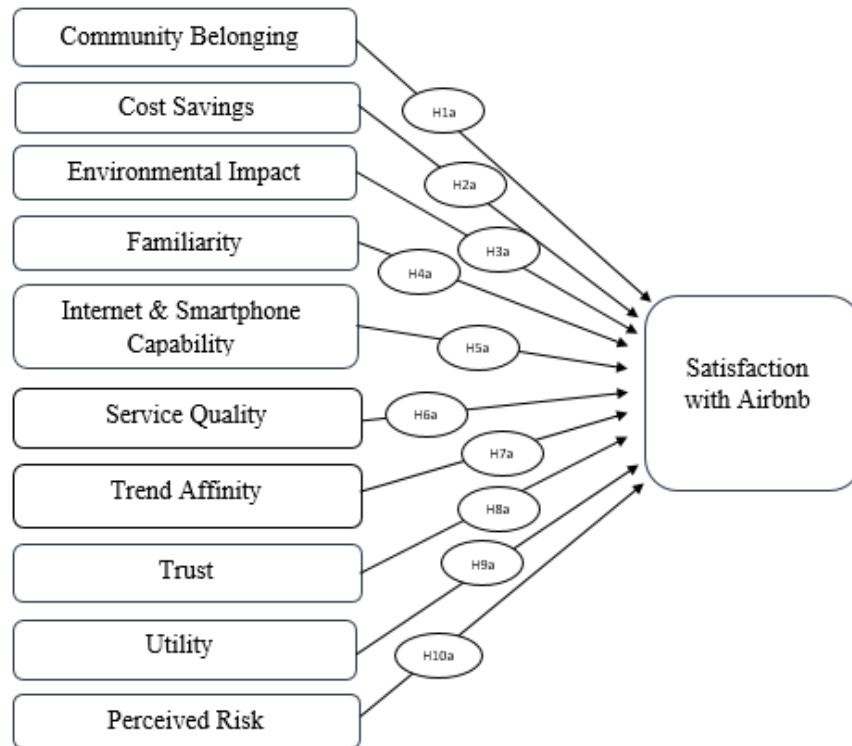 Community Belonging
Cost Savings
Environmental Impact
Familiarity
Internet & Smartphone
Capability
Service Quality
Trend Affinity
Trust
Utility
Perceived Risk
H1a
H2a
H3a
H4a
H5a
H6a
H7a
H8a
H9a
H10a
Satisfaction
with Airbnb